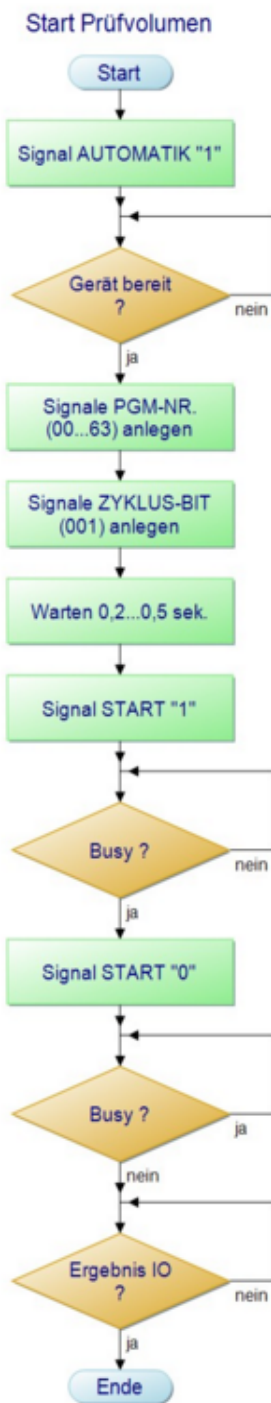 Start Prüfvolumen
Start
Signal AUTOMATIK "1"
Gerät bereit
?
nein
ja
Signale PGM-NR.
(00...63) anlegen
Signale ZYKLUS-BIT
(001) anlegen
Warten 0,2...0,5 sek.
Signal START "1"
Busy ?
nein
ja
Signal START "0"
Busy ?
ja
nein
Ergebnis IO
?
nein
ja
Ende